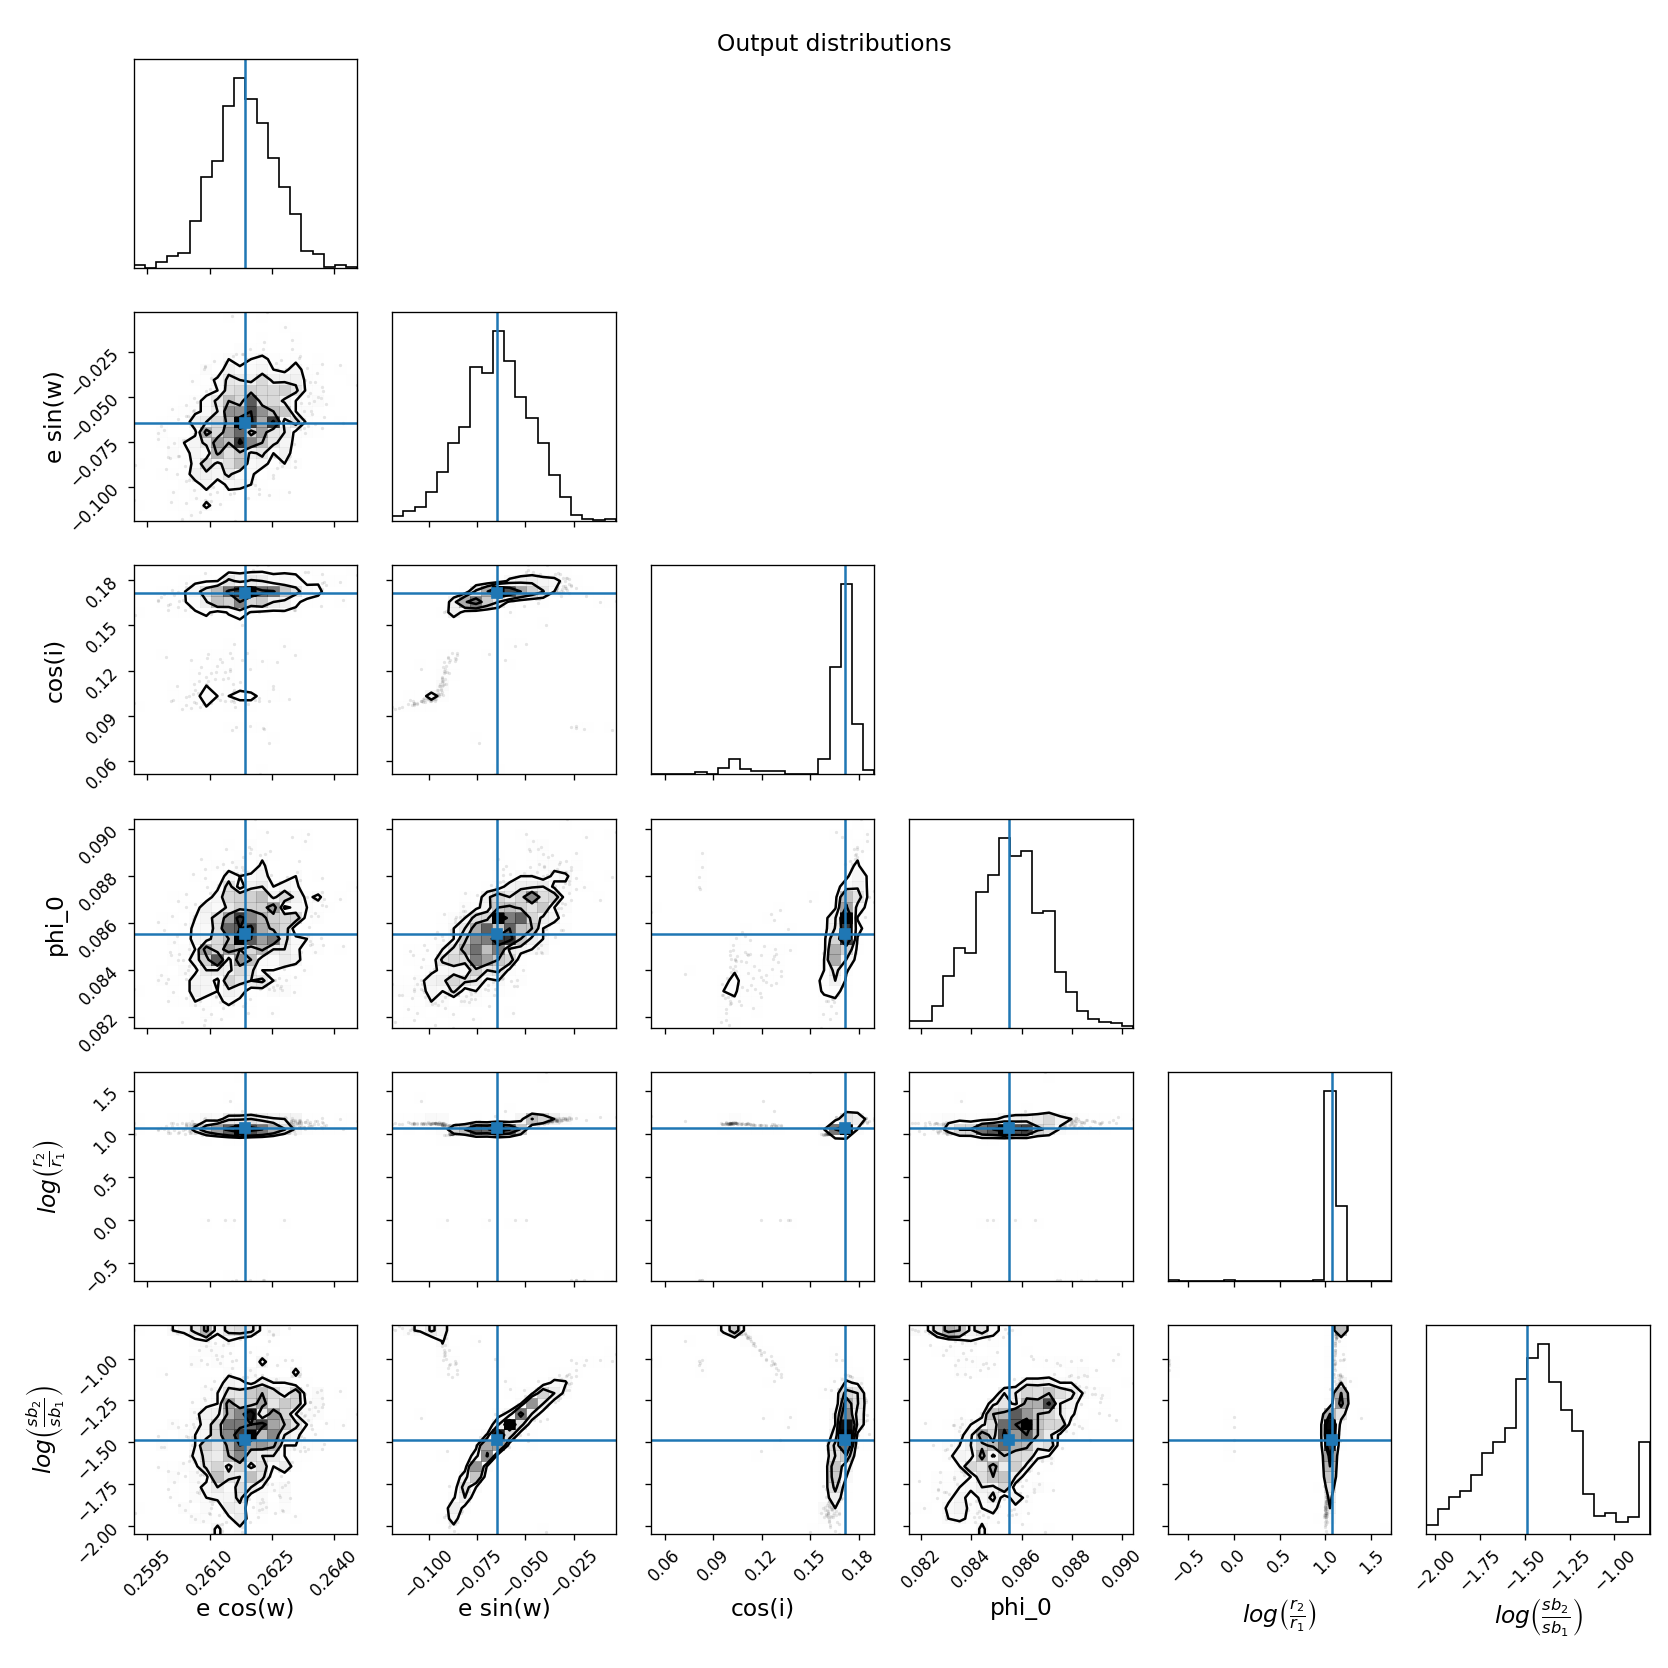 Output distributions
e sin(w)
−0.025
−0.050
−0.075
−0.100
cos(i)
0.18
0.15
0.12
0.09
0.06
phi_0
0.090
0.088
0.086
0.084
0.082
log(r₂/r₁)
1.5
1.0
0.5
0.0
−0.5
log(sb₂/sb₁)
−1.00
−1.25
−1.50
−1.75
−2.00
0.2595 0.2610 0.2625 0.2640
e cos(w)
−0.100 −0.075 −0.050 −0.025
e sin(w)
0.06 0.09 0.12 0.15 0.18
cos(i)
0.082 0.084 0.086 0.088 0.090
phi_0
−0.5 0.0 0.5 1.0 1.5
log(r₂/r₁)
−2.00 −1.75 −1.50 −1.25 −1.00
log(sb₂/sb₁)